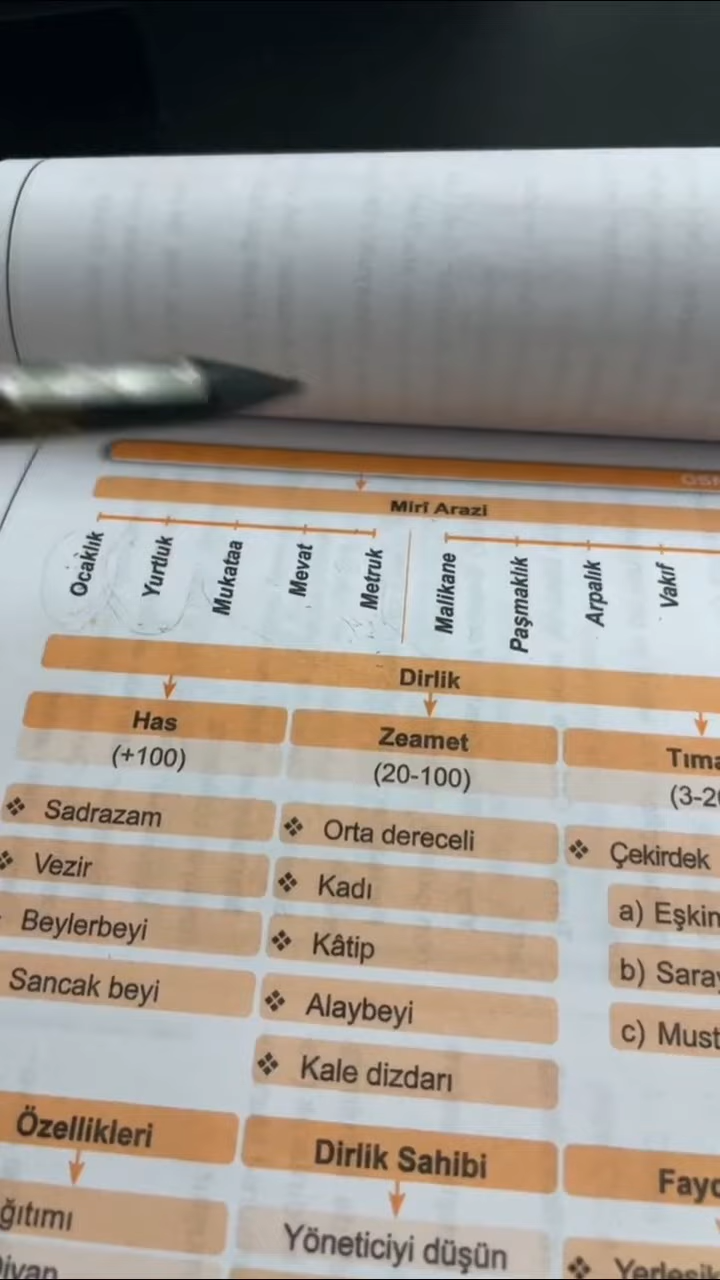 Mirî Arazi
Ocaklık
Yurtluk
Mukataa
Mevat
Metruk
Malikane
Paşmaklık
Arpalık
Vakıf
Dirlik
Has
(+100)
Sadrazam
Vezir
Beylerbeyi
Sancak beyi
Zeamet
(20-100)
Orta dereceli
Kadı
Kâtip
Alaybeyi
Kale dizdarı
Çekirdek
a)
b)
c)
Özellikleri
Dirlik Sahibi
Yöneticiyi düşün